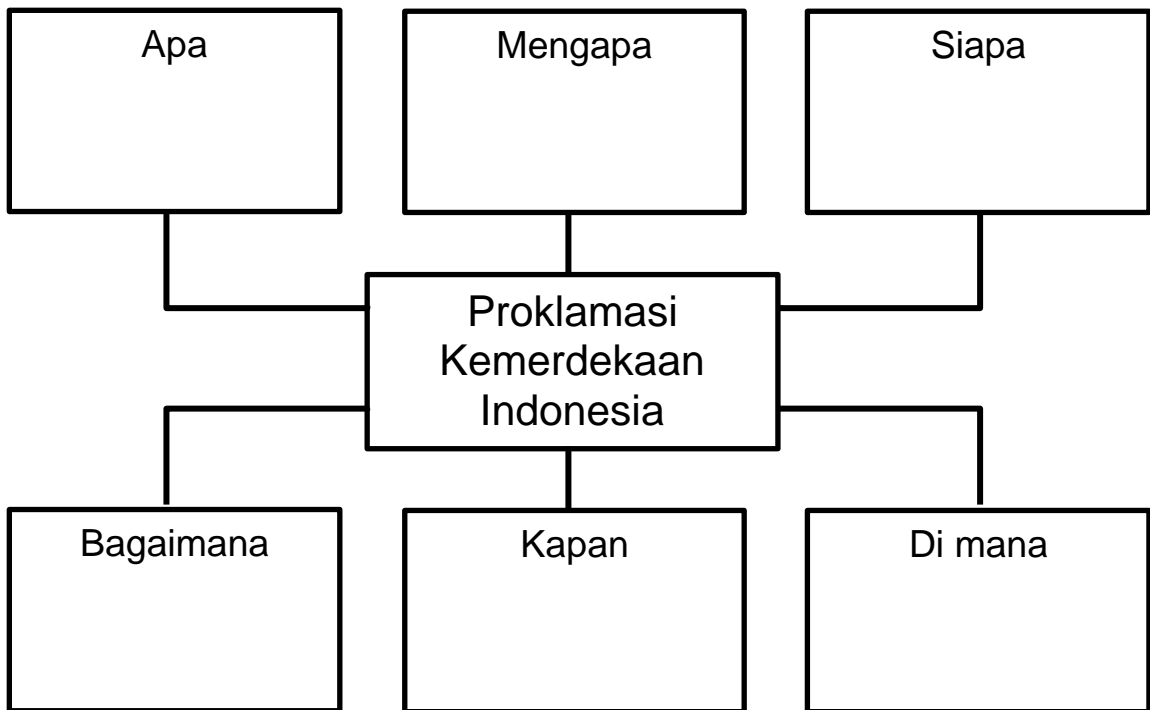 Apa
Mengapa
Siapa
Proklamasi
Kemerdekaan
Indonesia
Bagaimana
Kapan
Di mana